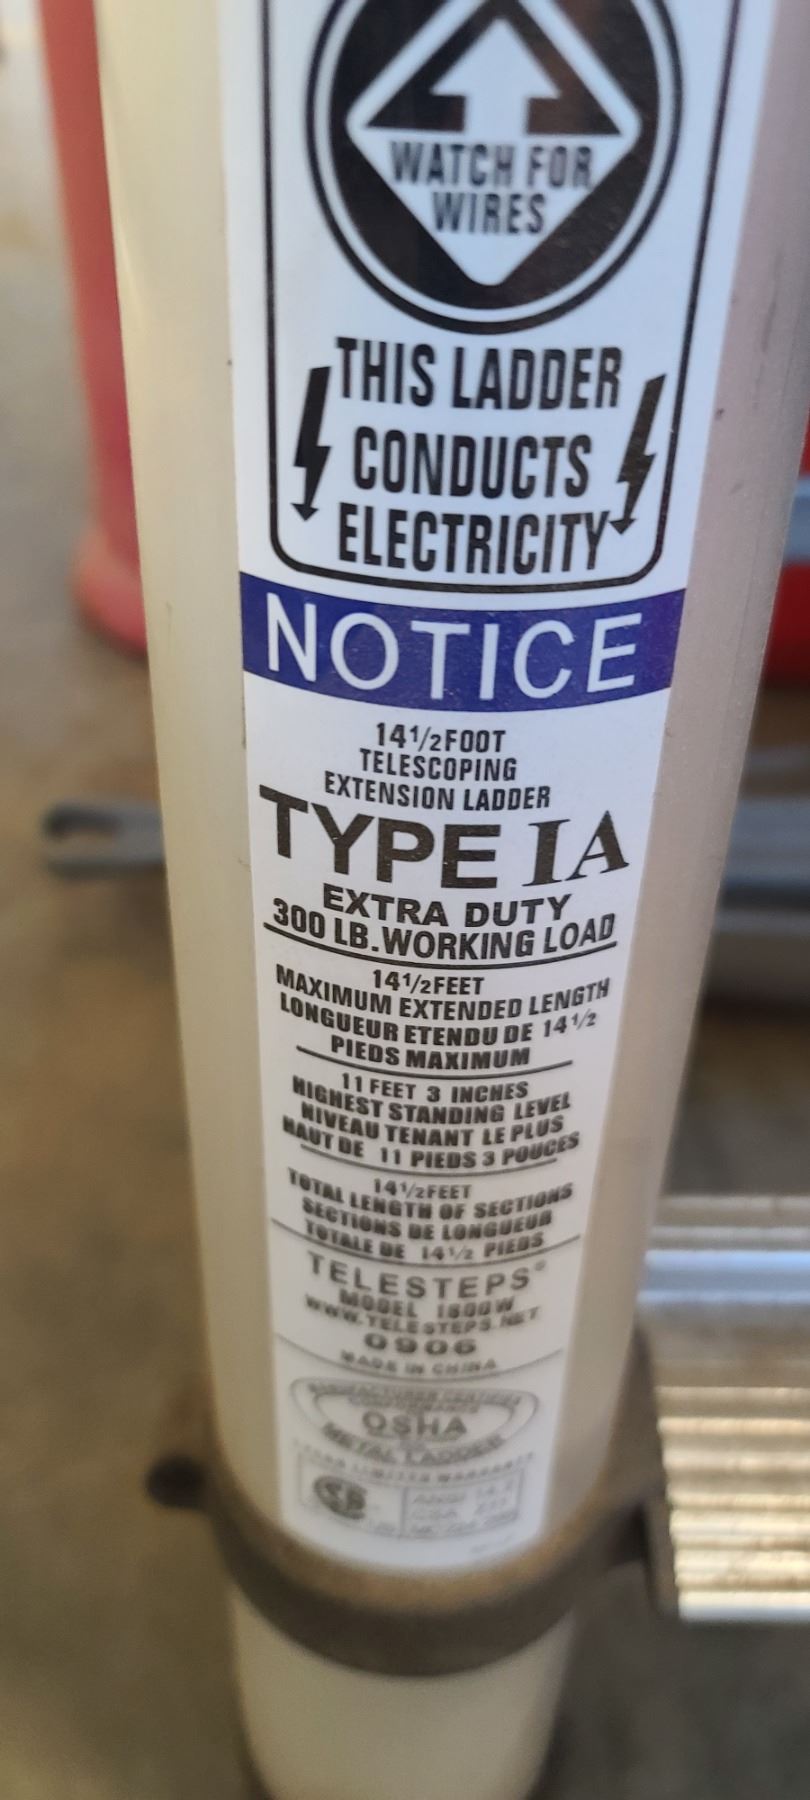 WATCH FOR
WIRES
THIS LADDER
CONDUCTS
ELECTRICITY
NOTICE
14 1/2 FOOT
TELESCOPING
EXTENSION LADDER
TYPE IA
EXTRA DUTY
300 LB. WORKING LOAD
14 1/2 FEET
MAXIMUM EXTENDED LENGTH
LONGUEUR ETENDU DE 14 1/2
PIEDS MAXIMUM
11 FEET 3 INCHES
HIGHEST STANDING LEVEL
NIVEAU TENANT LE PLUS
HAUT DE 11 PIEDS 3 POUCES
14 1/2 FEET
TOTAL LENGTH OF SECTIONS
SECTIONS DE LONGUEUR
TOTALE DE 14 1/2 PIEDS
TELESTEPS®
MODEL 1800W
WWW.TELESTEPS.NET
0906
MADE IN CHINA
OSHA
METAL LADDER